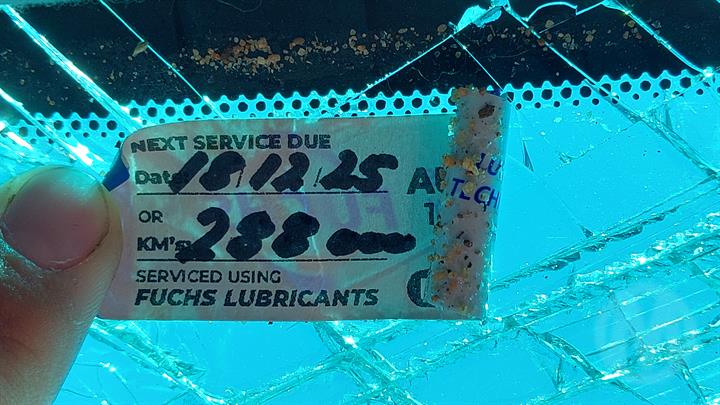 NEXT SERVICE DUE
Date 18/12/25
OR
KM's 288 000
SERVICED USING
FUCHS LUBRICANTS